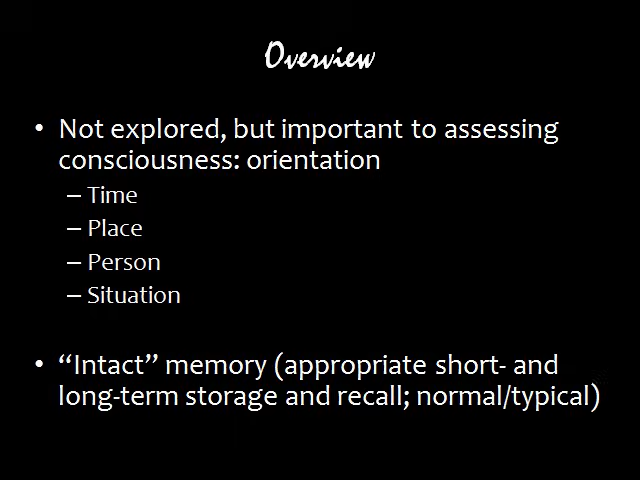 Overview
• Not explored, but important to assessing
consciousness: orientation
– Time
– Place
– Person
– Situation
• “Intact” memory (appropriate short- and
long-term storage and recall; normal/typical)